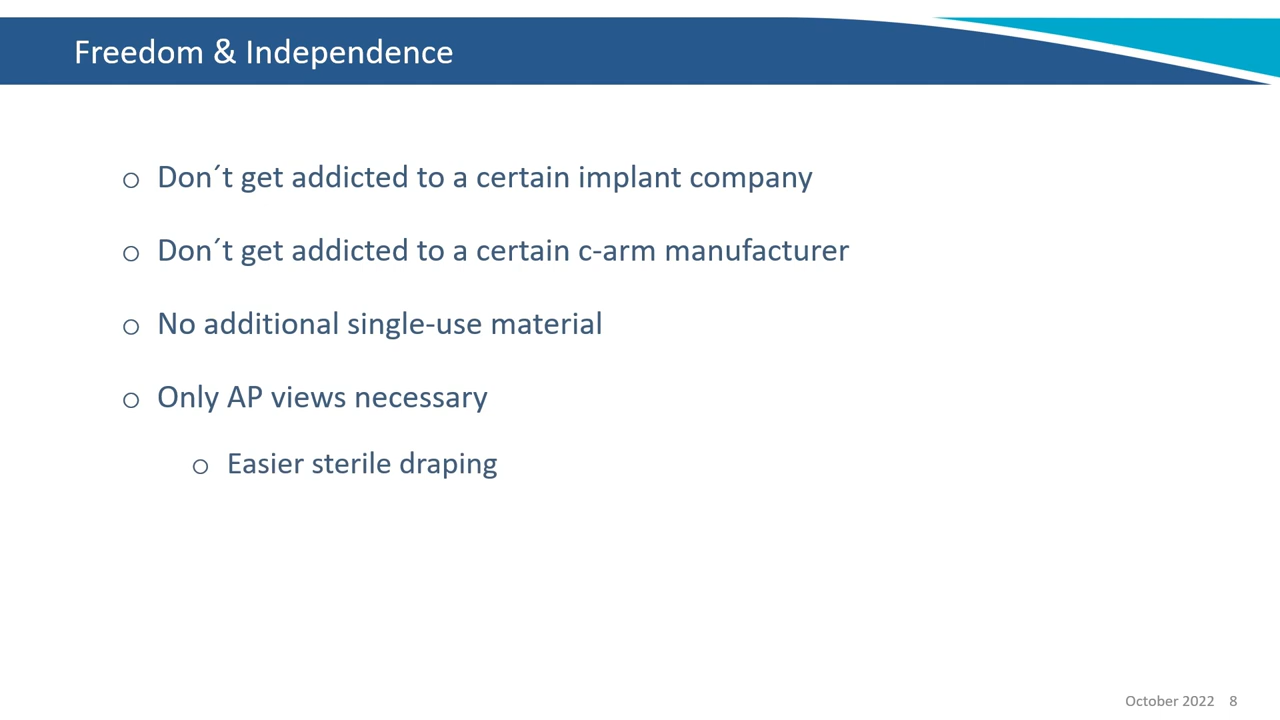 Freedom & Independence
o Don´t get addicted to a certain implant company
o Don´t get addicted to a certain c-arm manufacturer
o No additional single-use material
o Only AP views necessary
o Easier sterile draping
October 2022 8